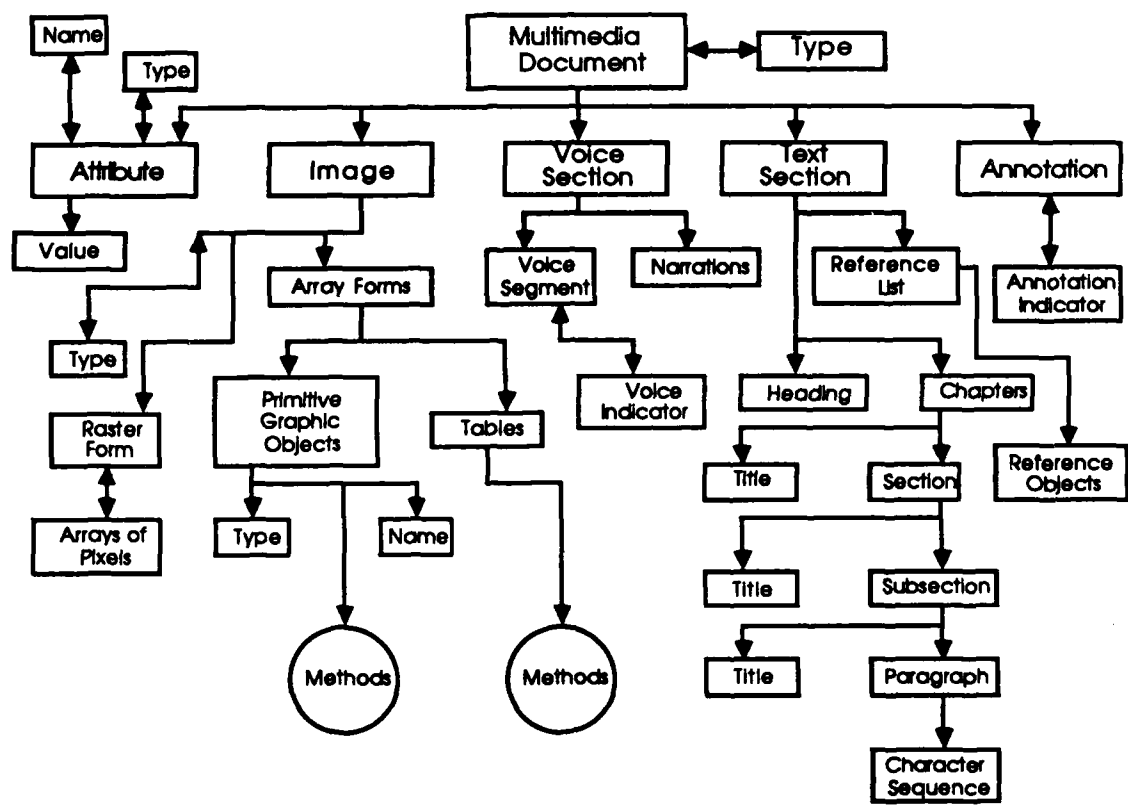 Name
Multimedia
Document
Type
Type
Attribute
Image
Voice
Section
Text
Section
Annotation
Value
Voice
Segment
Narrations
Reference
List
Annotation
Indicator
Array Forms
Type
Primitive
Graphic
Objects
Voice
Indicator
Heading
Chapters
Raster
Form
Tables
Title
Section
Reference
Objects
Arrays of
Pixels
Type
Name
Title
Subsection
Methods
Methods
Title
Paragraph
Character
Sequence